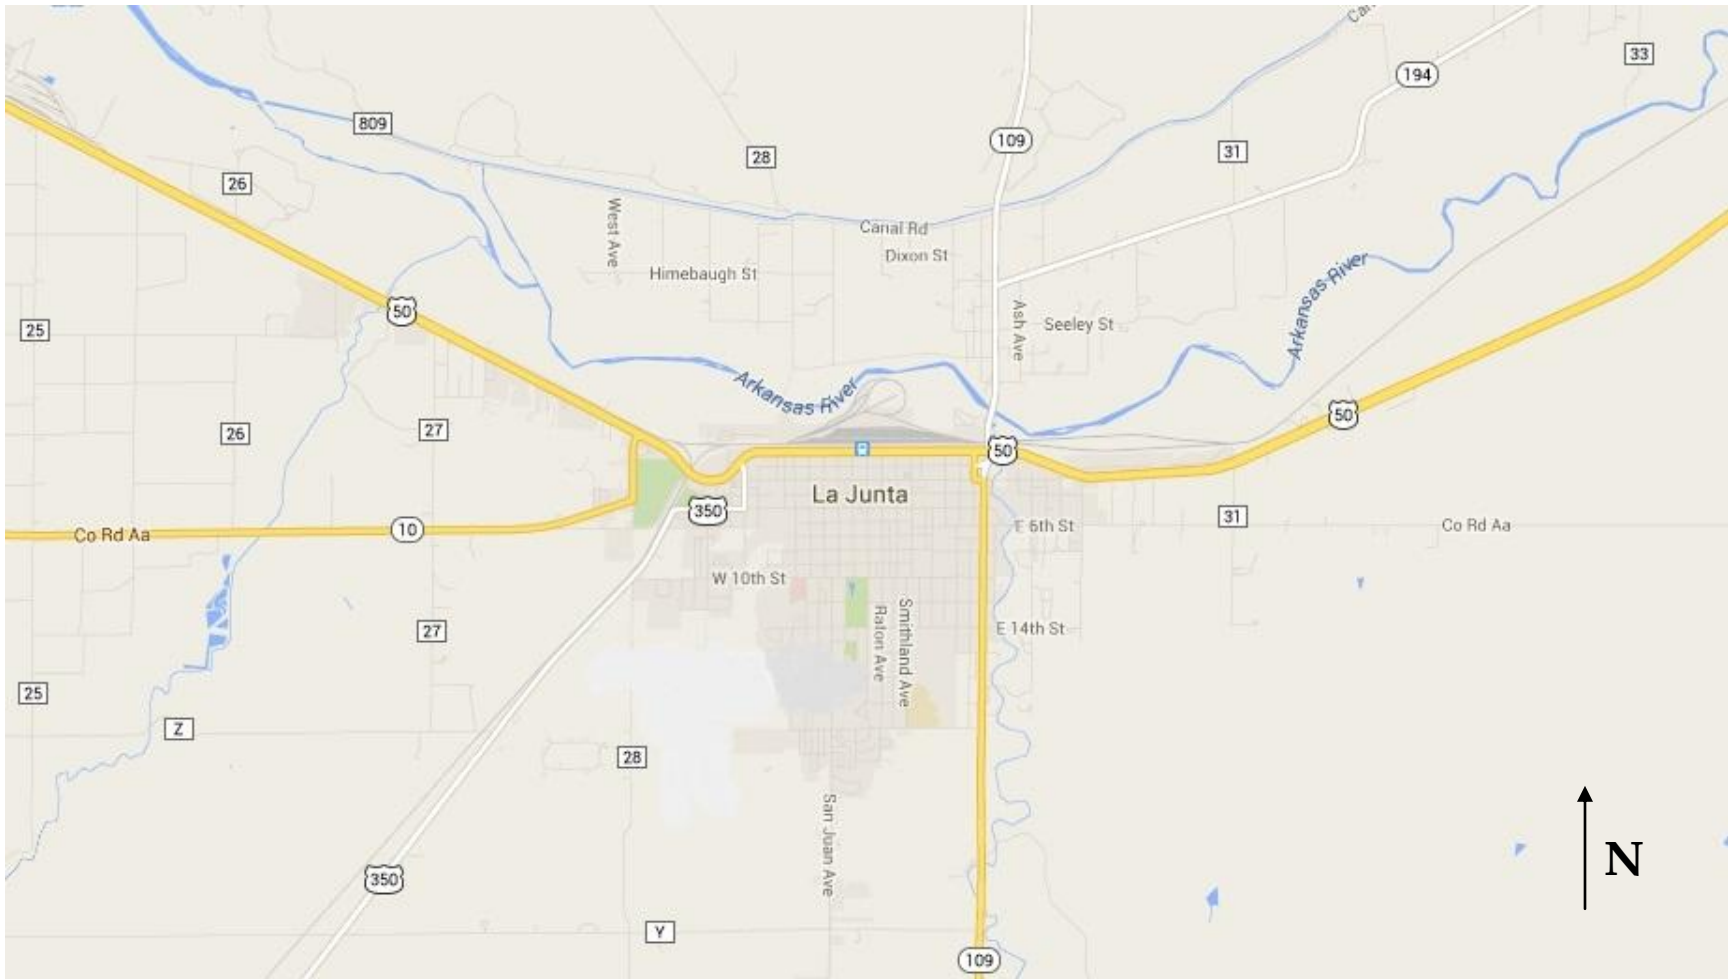 Can
33
194
809
109
28
31
26
West Ave
Canal Rd
Dixon St
Himebaugh St
Arkansas River
50
Ash Ave
Seeley St
25
Arkansas River
50
26
27
50
La Junta
350
31
E 6th St
Co Rd Aa
10
Co Rd Aa
W 10th St
Smithland Ave
Raton Ave
27
E 14th St
25
Z
28
San Juan Ave
N
350
Y
109